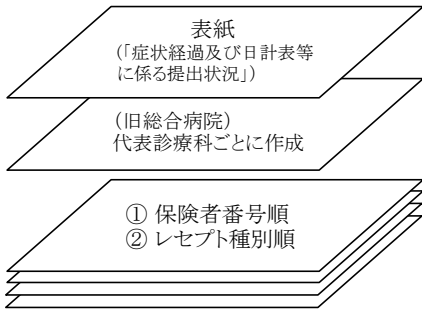 表紙
(「症状経過及び日計表等
に係る提出状況」)
(旧総合病院)
代表診療科ごとに作成
① 保険者番号順
② レセプト種別順